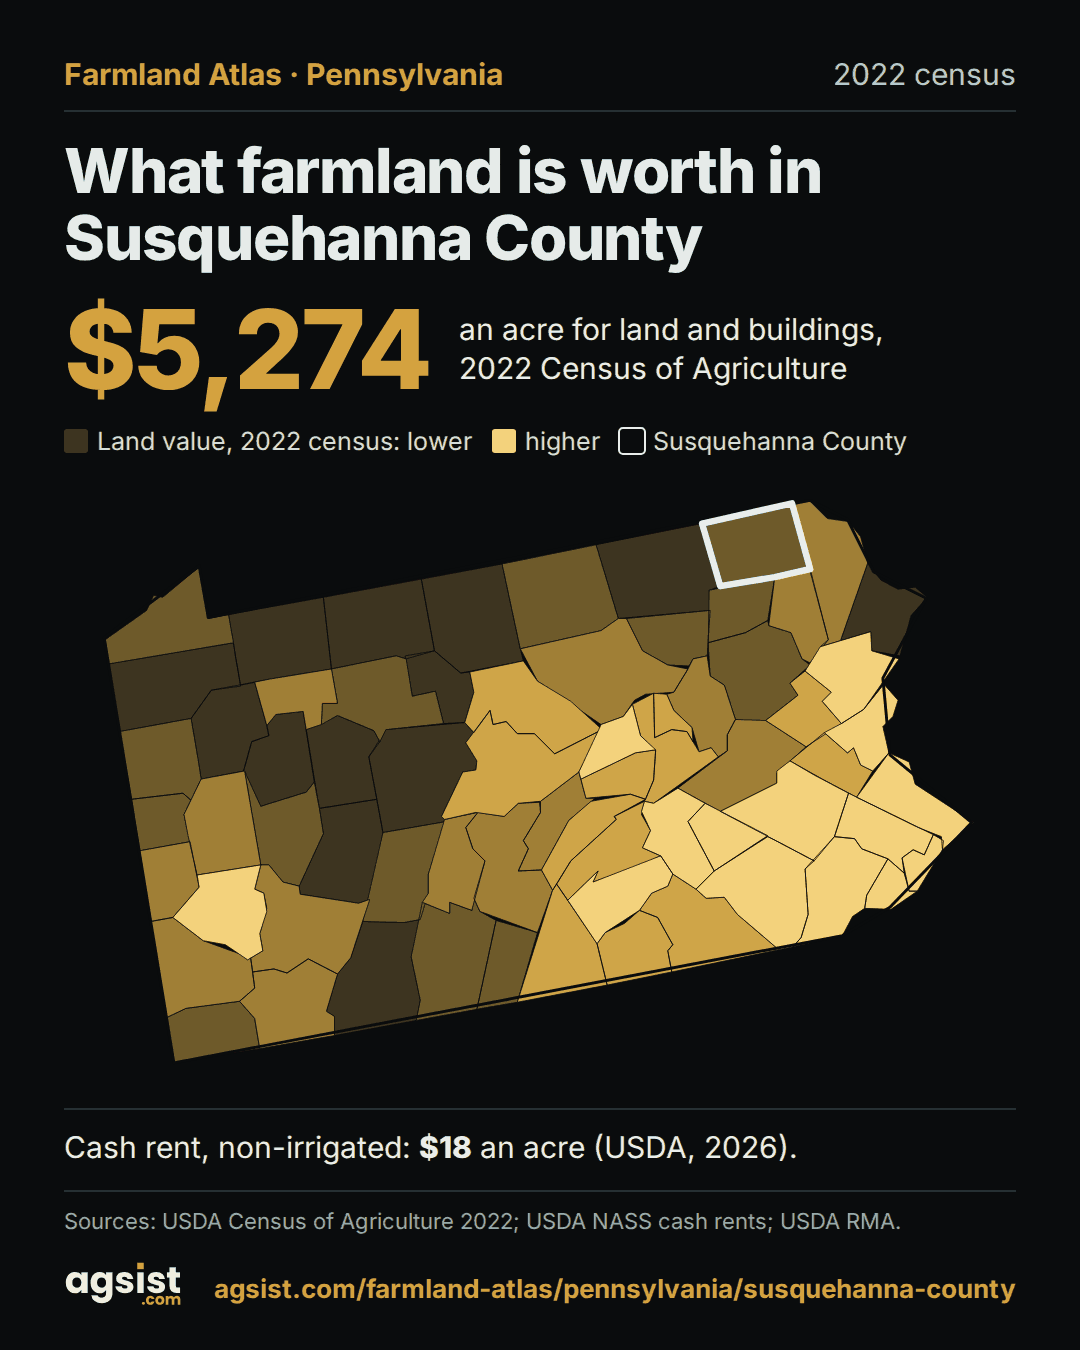 Farmland Atlas · Pennsylvania
2022 census
What farmland is worth in
Susquehanna County
$5,274
an acre for land and buildings,
2022 Census of Agriculture
Land value, 2022 census: lower
higher
Susquehanna County
Cash rent, non-irrigated: $18 an acre (USDA, 2026).
Sources: USDA Census of Agriculture 2022; USDA NASS cash rents; USDA RMA.
agsist
.com
agsist.com/farmland-atlas/pennsylvania/susquehanna-county